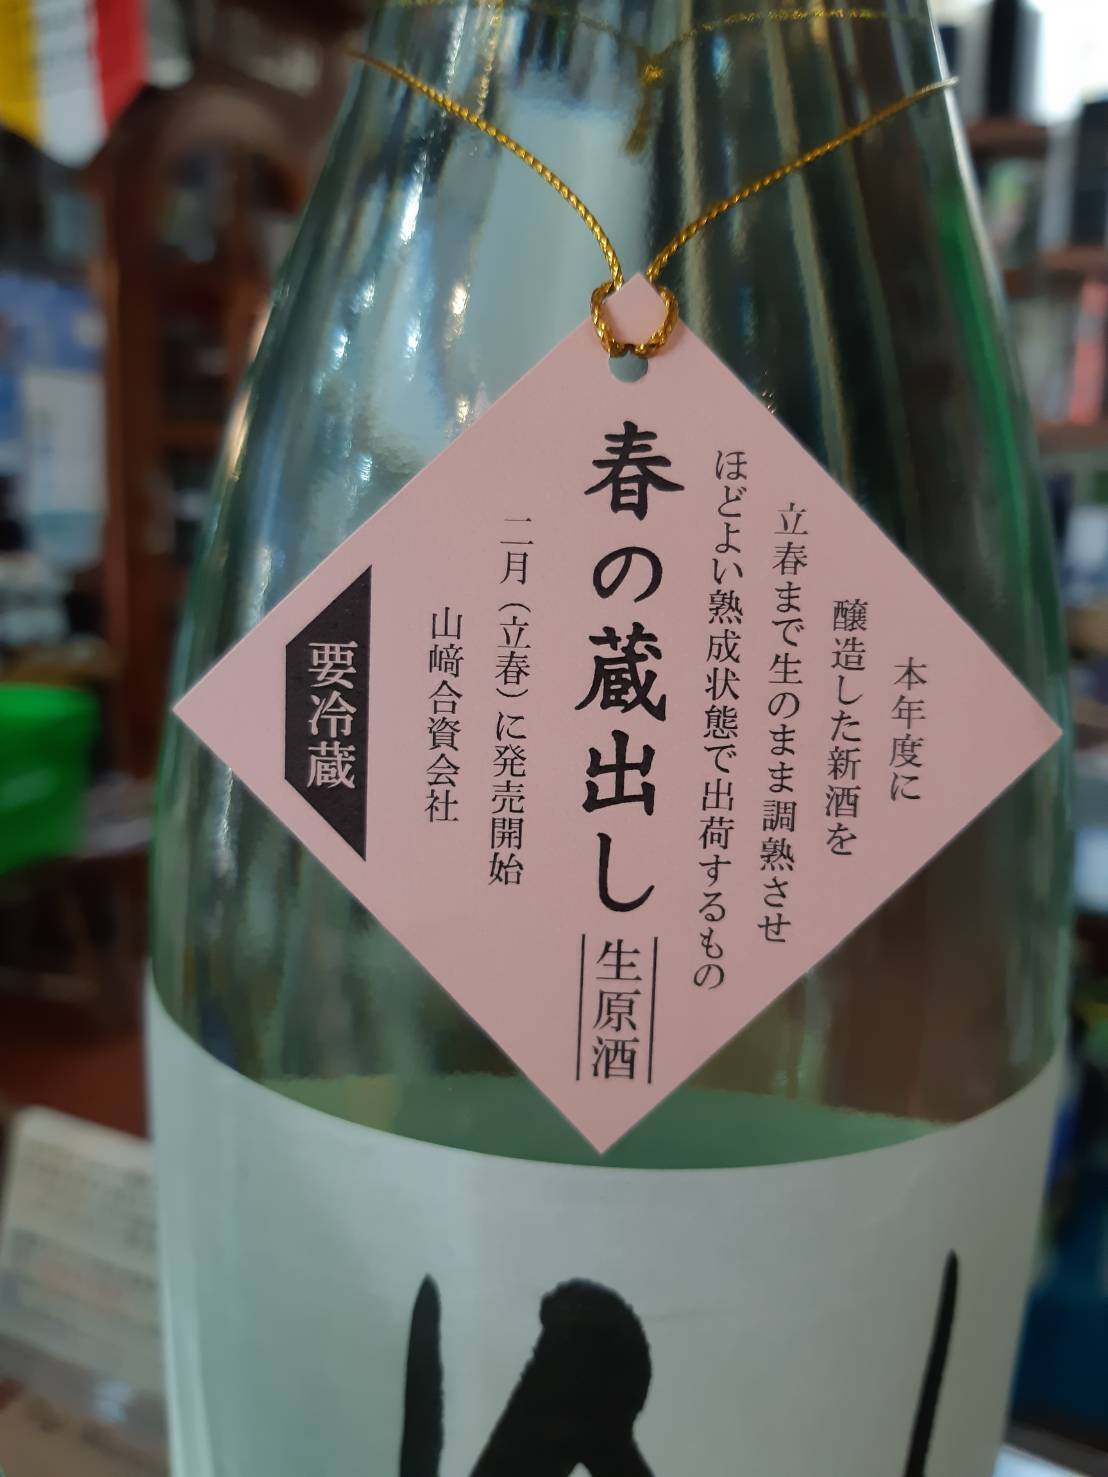 本年度に
醸造した新酒を
立春まで生のまま調熟させ
ほどよい熟成状態で出荷するもの
春の蔵出し 生原酒
二月（立春）に発売開始
山﨑合資会社
要冷蔵